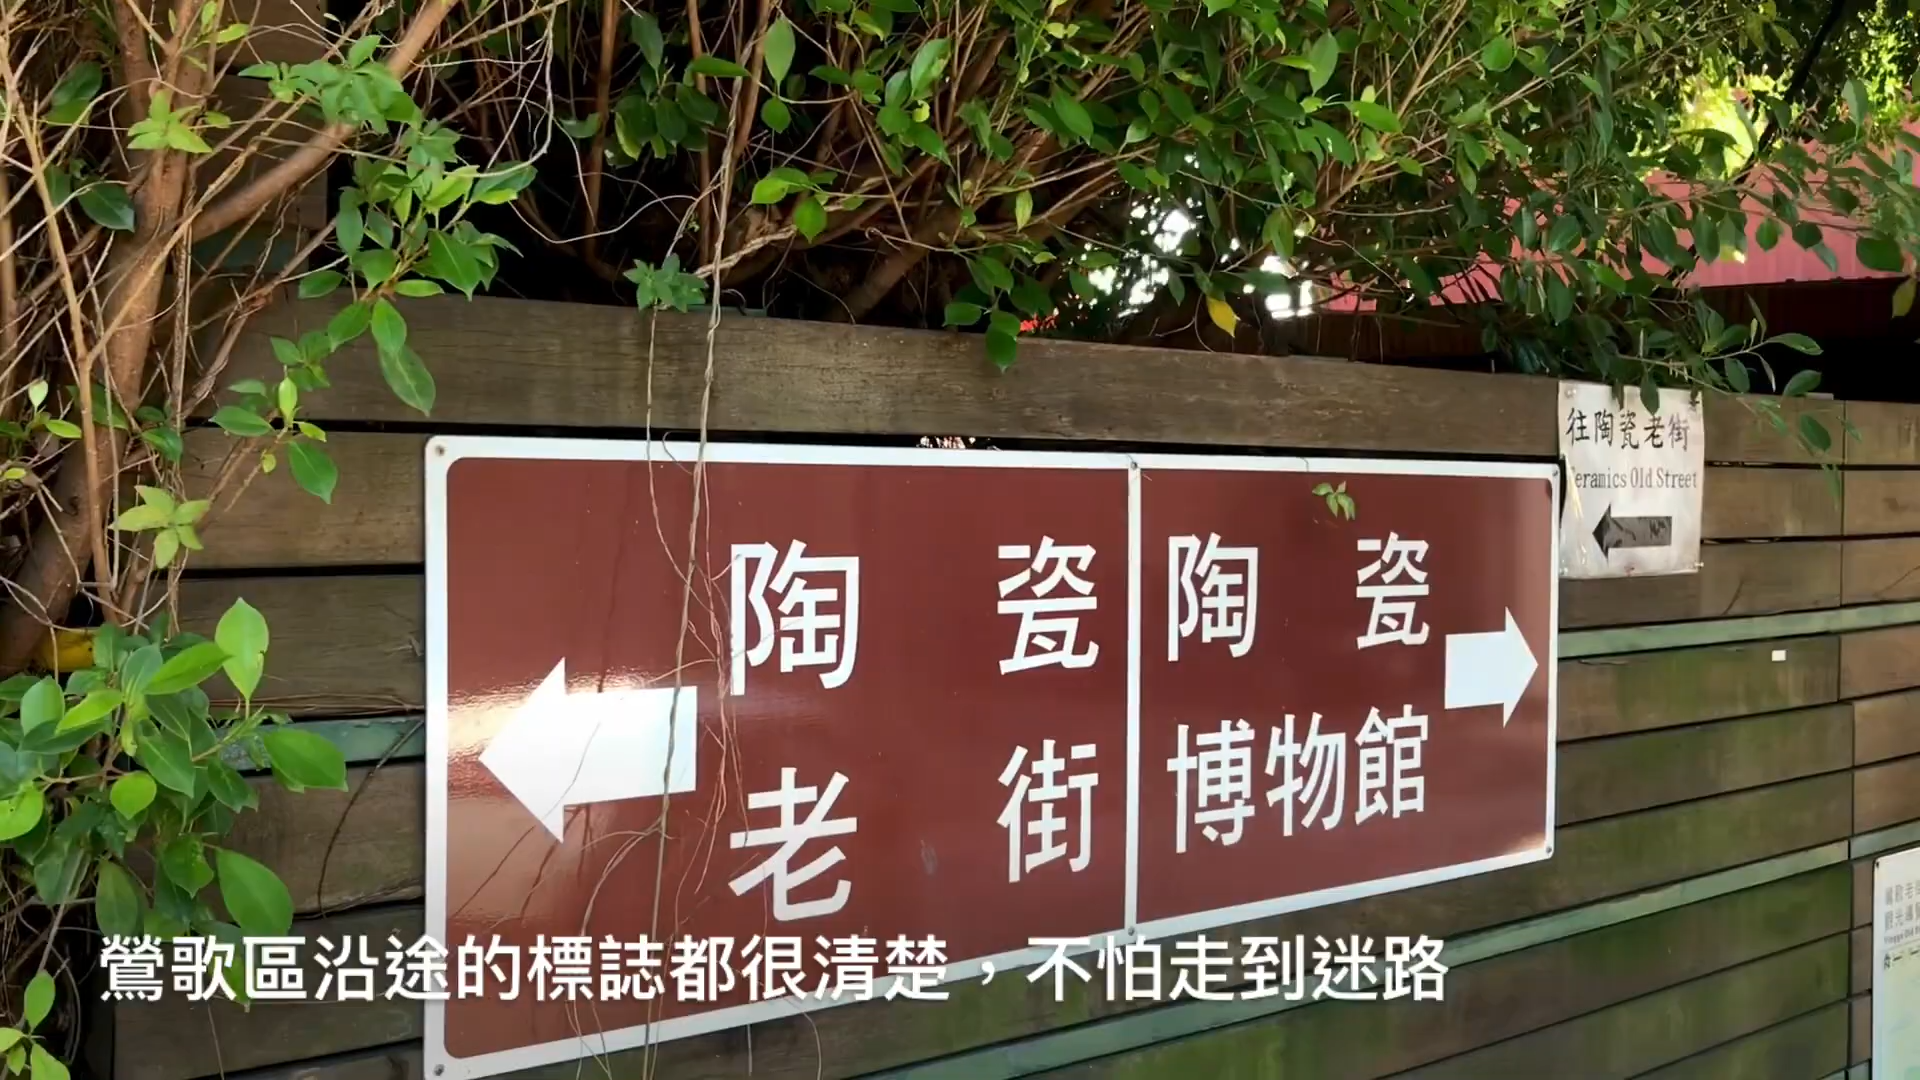 陶瓷
老街
陶瓷
博物館
往陶瓷老街
eramics Old Street
鶯歌區沿途的標誌都很清楚，不怕走到迷路